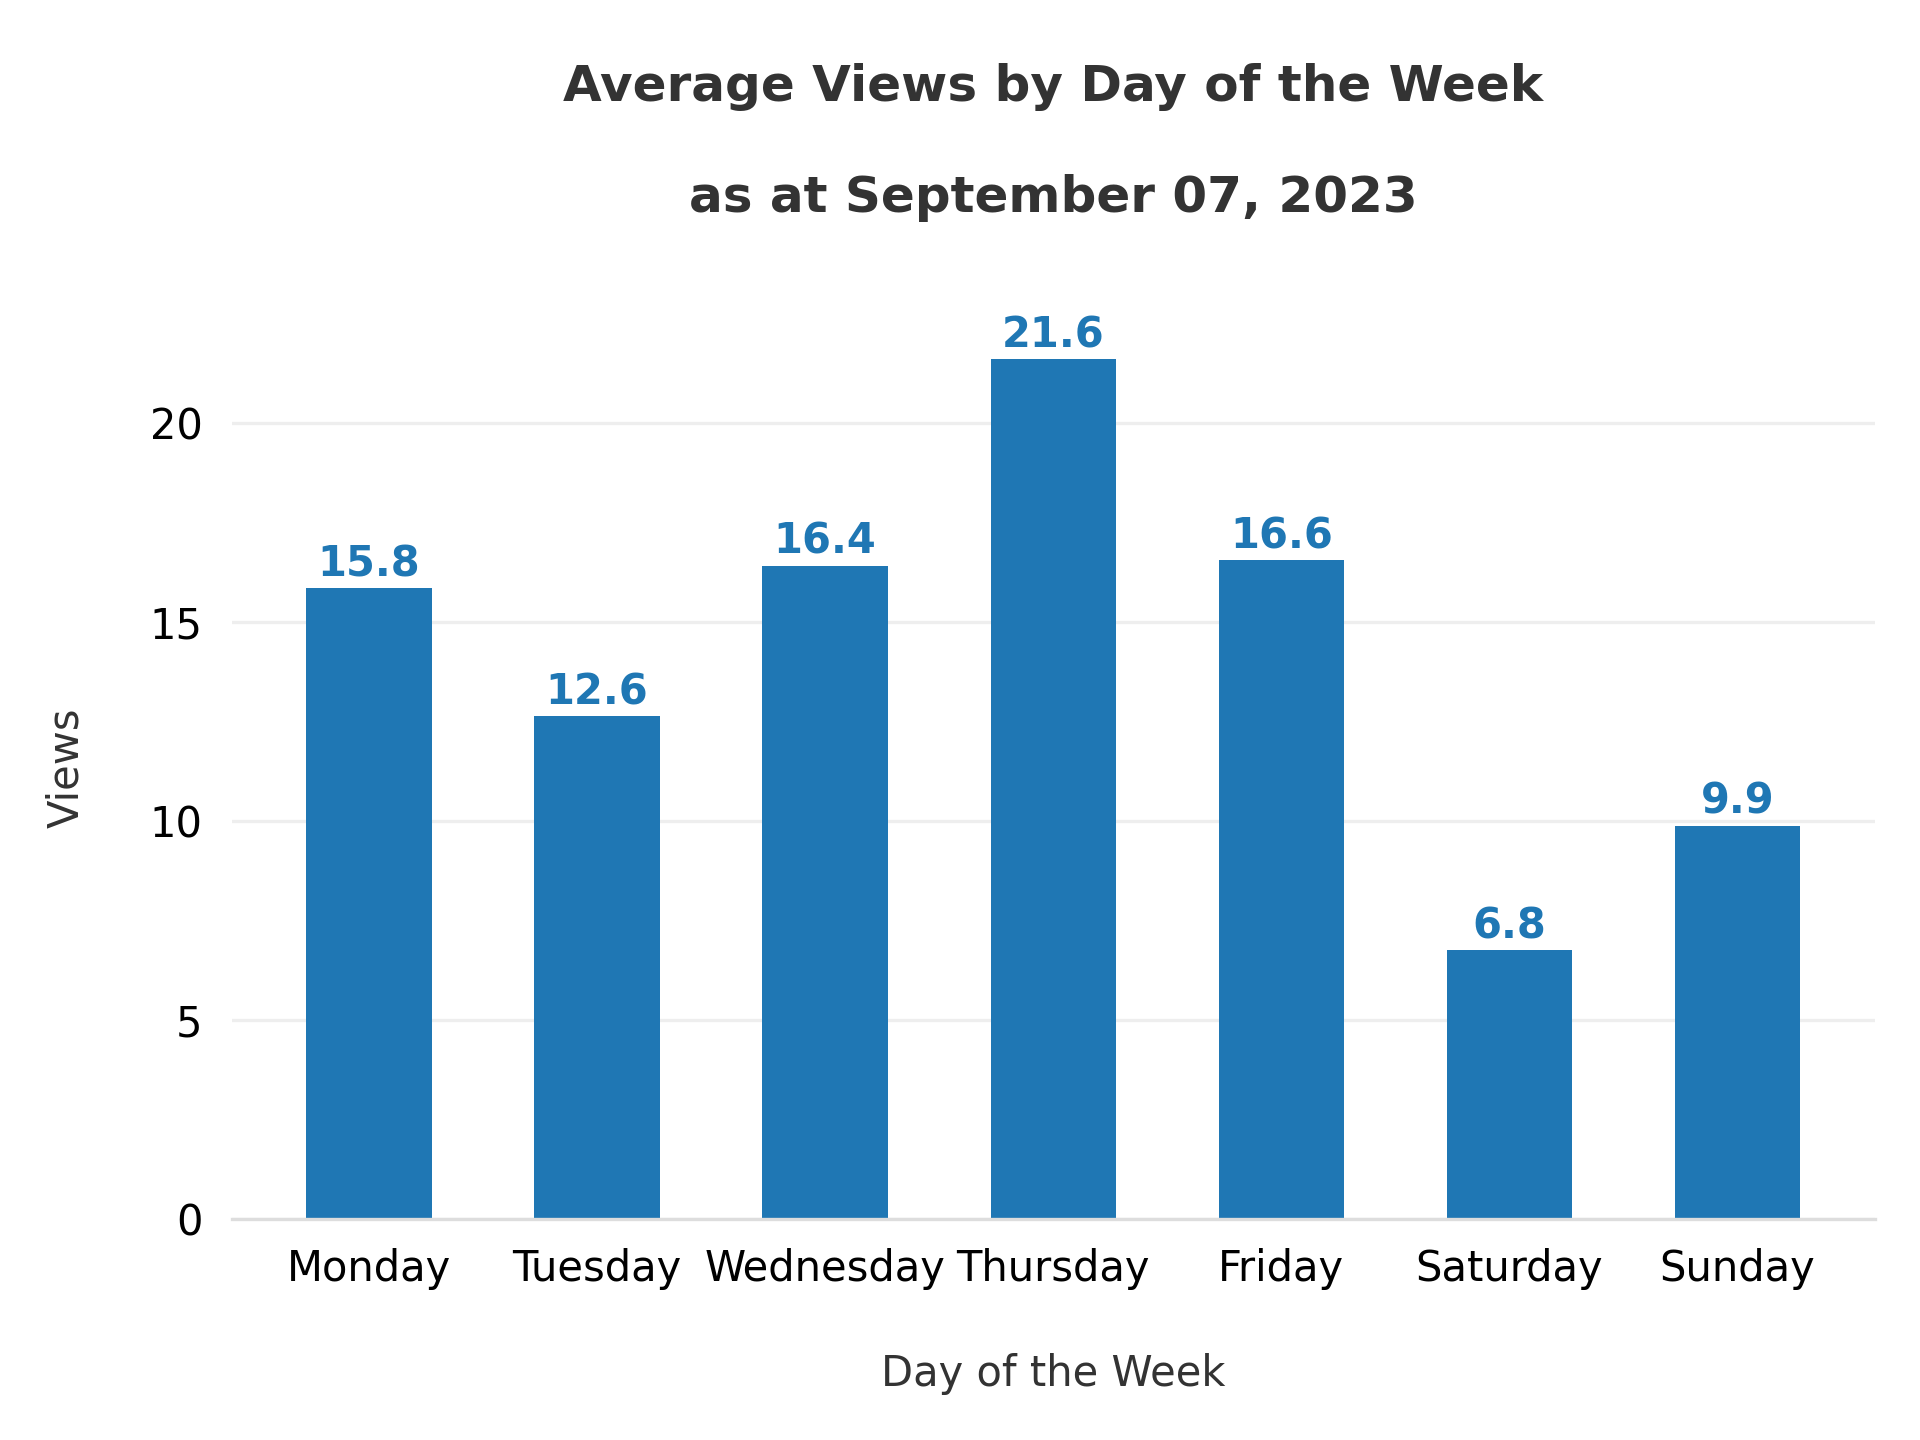 Average Views by Day of the Week
as at September 07, 2023
21.6
20
16.6
16.4
15.8
15
12.6
Views
10
9.9
6.8
5
0
Monday Tuesday Wednesday Thursday Friday Saturday Sunday
Day of the Week